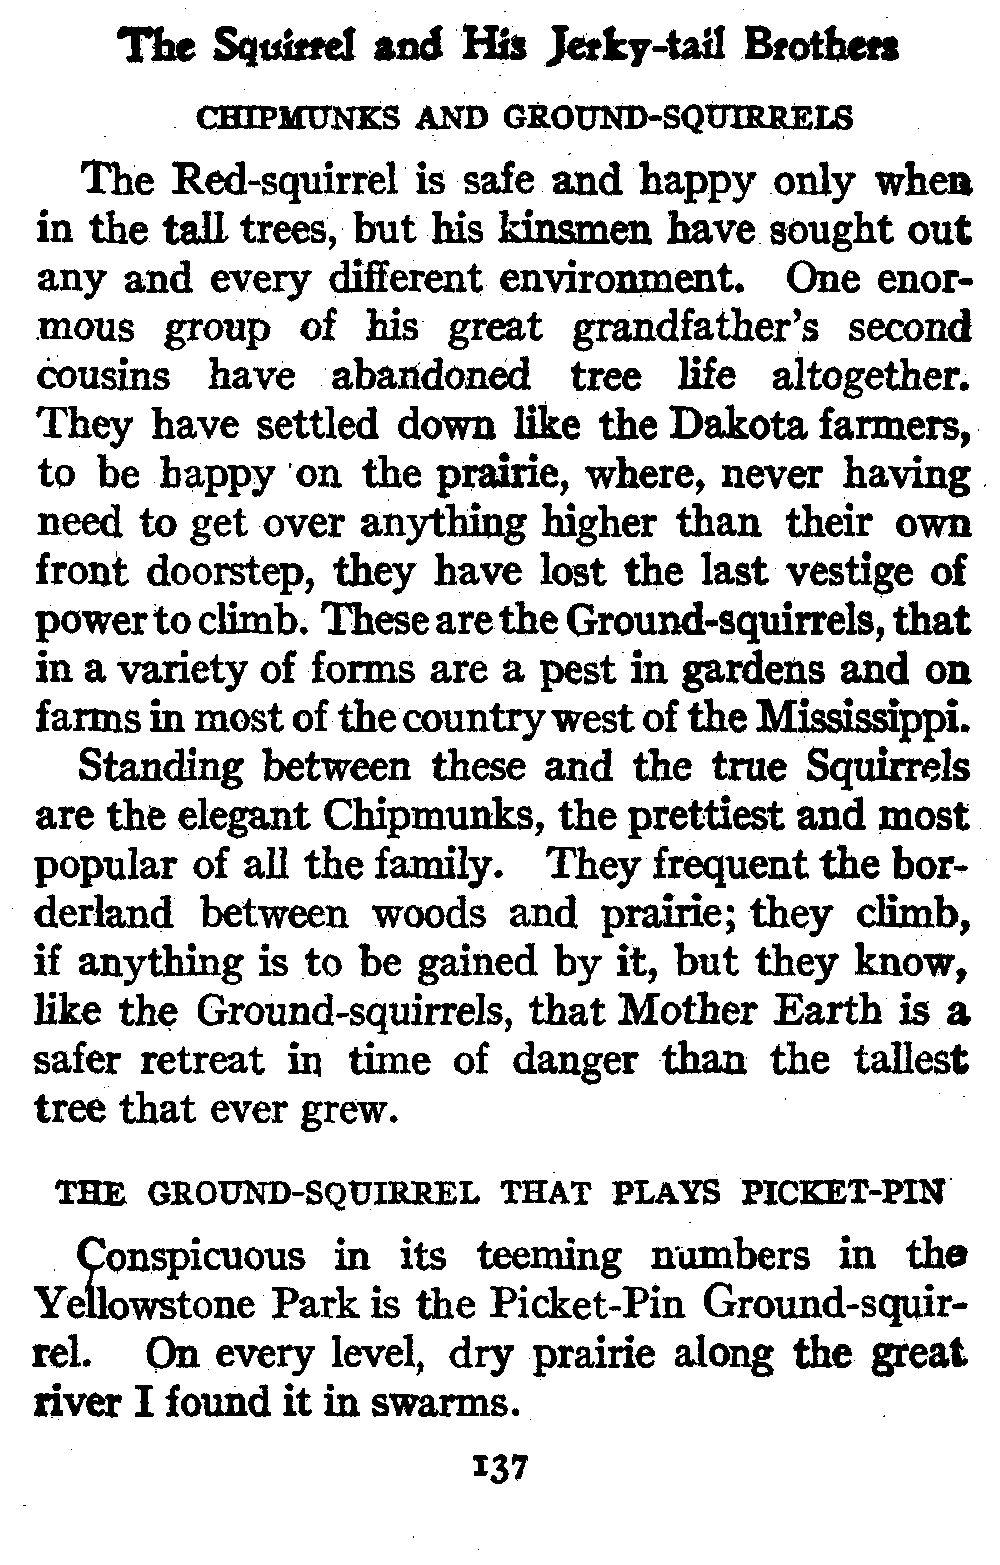 The Squirrel and His Jerky-tail Brothers
CHIPMUNKS AND GROUND-SQUIRRELS
The Red-squirrel is safe and happy only when
in the tall trees, but his kinsmen have sought out
any and every different environment. One enor-
mous group of his great grandfather's second
cousins have abandoned tree life altogether.
They have settled down like the Dakota farmers,
to be happy on the prairie, where, never having
need to get over anything higher than their own
front doorstep, they have lost the last vestige of
power to climb. These are the Ground-squirrels, that
in a variety of forms are a pest in gardens and on
farms in most of the country west of the Mississippi.
Standing between these and the true Squirrels
are the elegant Chipmunks, the prettiest and most
popular of all the family. They frequent the bor-
derland between woods and prairie; they climb,
if anything is to be gained by it, but they know,
like the Ground-squirrels, that Mother Earth is a
safer retreat in time of danger than the tallest
tree that ever grew.
THE GROUND-SQUIRREL THAT PLAYS PICKET-PIN
Conspicuous in its teeming numbers in the
Yellowstone Park is the Picket-Pin Ground-squir-
rel. On every level, dry prairie along the great
river I found it in swarms.
137